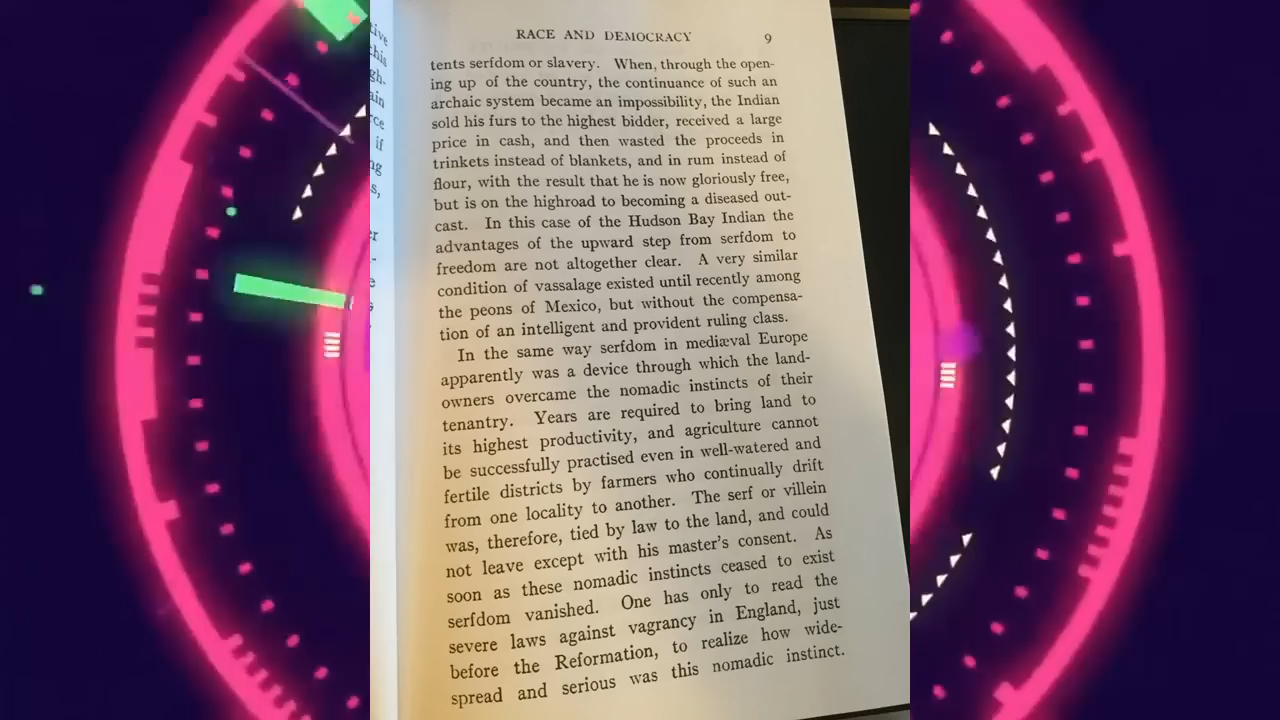 RACE AND DEMOCRACY 9
tents serfdom or slavery. When, through the open-
ing up of the country, the continuance of such an
archaic system became an impossibility, the Indian
sold his furs to the highest bidder, received a large
price in cash, and then wasted the proceeds in
trinkets instead of blankets, and in rum instead of
flour, with the result that he is now gloriously free,
but is on the highroad to becoming a diseased out-
cast. In this case of the Hudson Bay Indian the
advantages of the upward step from serfdom to
freedom are not altogether clear. A very similar
condition of vassalage existed until recently among
the peons of Mexico, but without the compensa-
tion of an intelligent and provident ruling class.
In the same way serfdom in mediæval Europe
apparently was a device through which the land-
owners overcame the nomadic instincts of their
tenantry. Years are required to bring land to
its highest productivity, and agriculture cannot
be successfully practised even in well-watered and
fertile districts by farmers who continually drift
from one locality to another. The serf or villein
was, therefore, tied by law to the land, and could
not leave except with his master's consent. As
soon as these nomadic instincts ceased to exist
serfdom vanished. One has only to read the
severe laws against vagrancy in England, just
before the Reformation, to realize how wide-
spread and serious was this nomadic instinct.